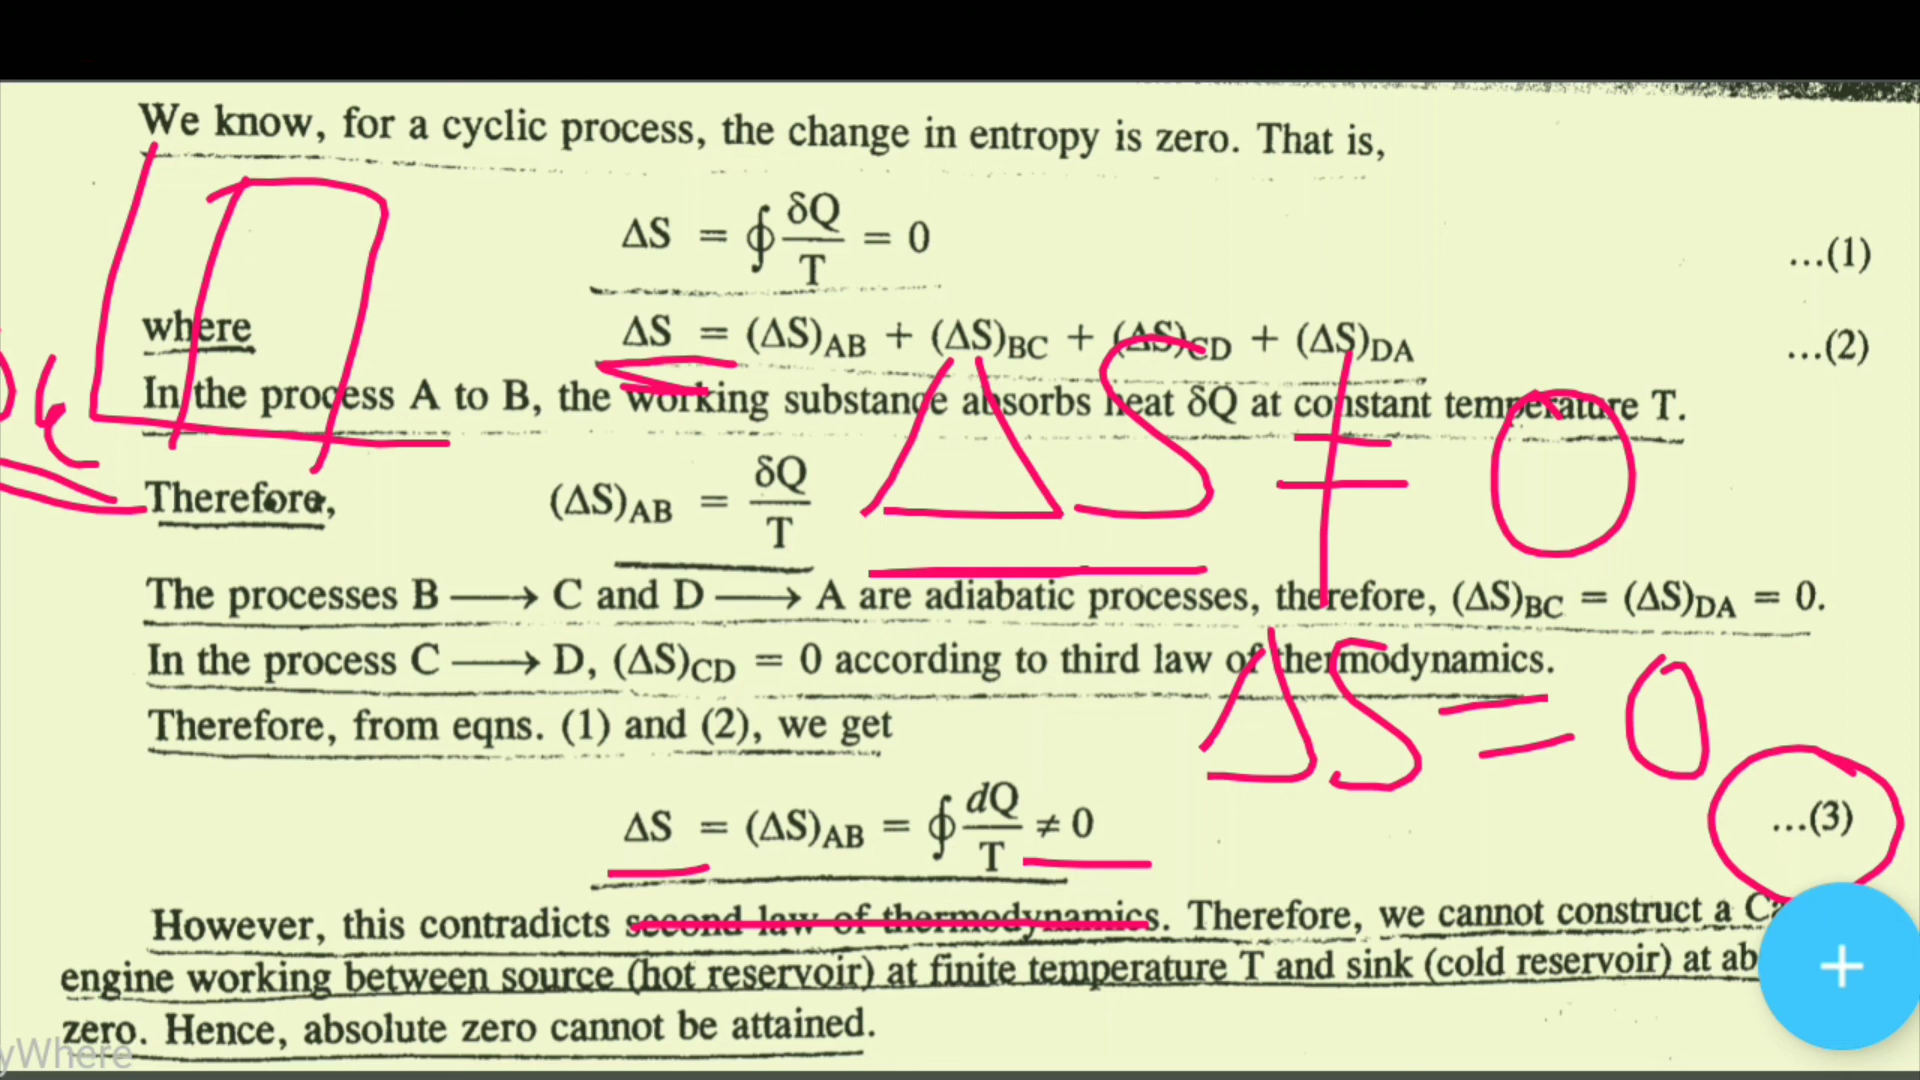 We know, for a cyclic process, the change in entropy is zero. That is,
ΔS = ∮ δQ/T = 0 ...(1)
where ΔS = (ΔS)AB + (ΔS)BC + (ΔS)CD + (ΔS)DA ...(2)
In the process A to B, the working substance absorbs heat δQ at constant temperature T.
Therefore, (ΔS)AB = δQ/T
ΔS ≠ 0
The processes B ⟶ C and D ⟶ A are adiabatic processes, therefore, (ΔS)BC = (ΔS)DA = 0.
In the process C ⟶ D, (ΔS)CD = 0 according to third law of thermodynamics.
ΔS = 0
Therefore, from eqns. (1) and (2), we get
ΔS = (ΔS)AB = ∮ dQ/T ≠ 0 ...(3)
However, this contradicts second law of thermodynamics. Therefore, we cannot construct a
engine working between source (hot reservoir) at finite temperature T and sink (cold reservoir) at ab
zero. Hence, absolute zero cannot be attained.
yWhere